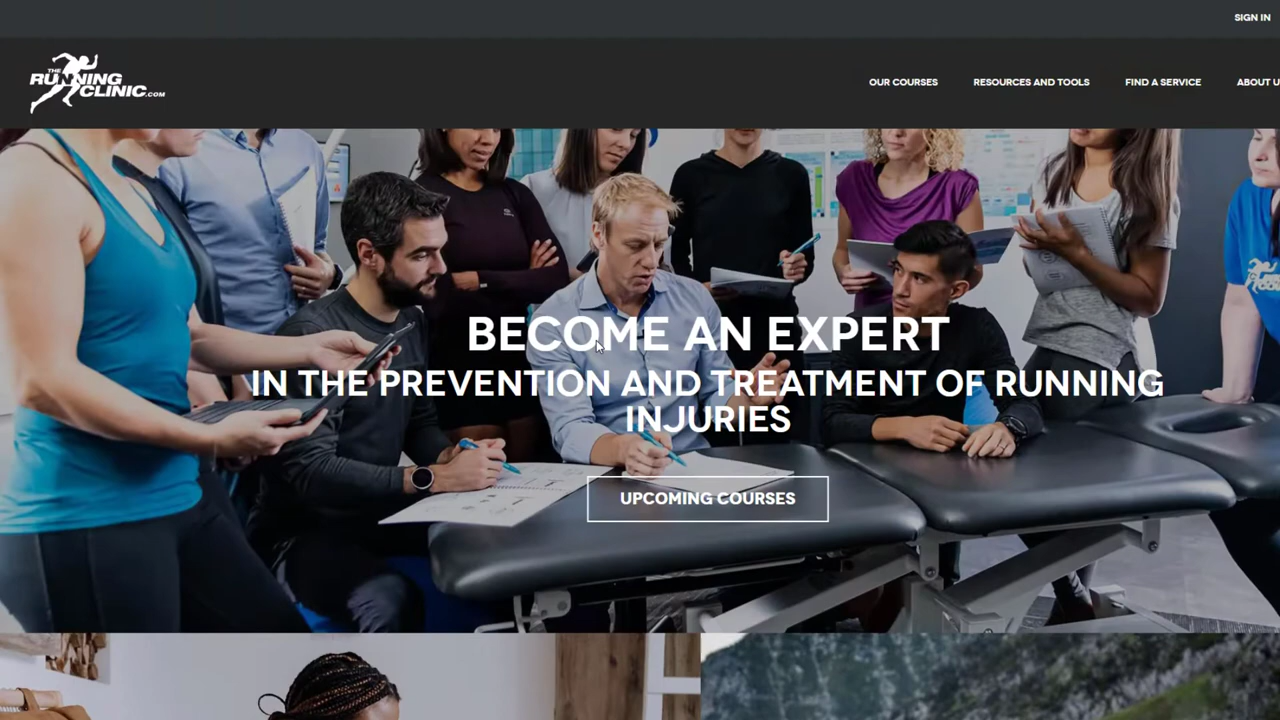 SIGN IN
THE
RUNNING
CLINIC.COM
OUR COURSES
RESOURCES AND TOOLS
FIND A SERVICE
ABOUT U
BECOME AN EXPERT
IN THE PREVENTION AND TREATMENT OF RUNNING
INJURIES
UPCOMING COURSES